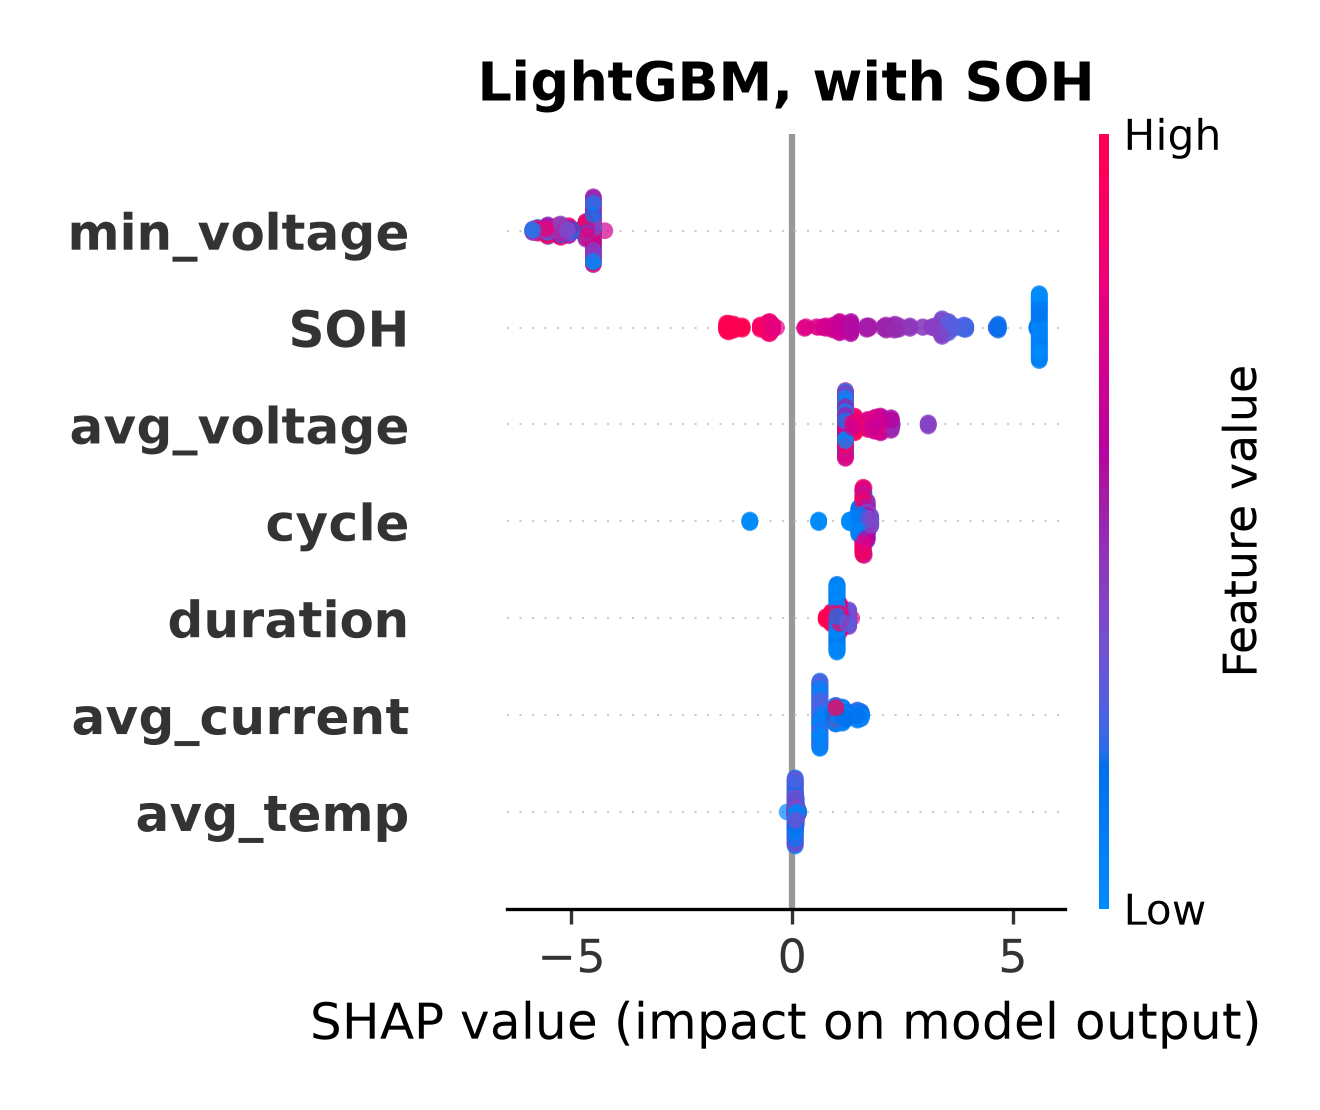 LightGBM, with SOH
High
min_voltage
SOH
avg_voltage
cycle
duration
avg_current
avg_temp
Feature value
Low
−5 0 5
SHAP value (impact on model output)